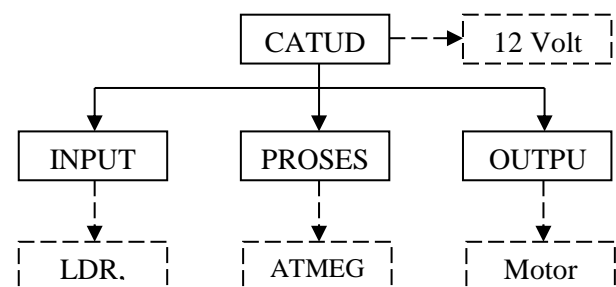 CATUD
12 Volt
INPUT
PROSES
OUTPU
LDR,
ATMEG
Motor